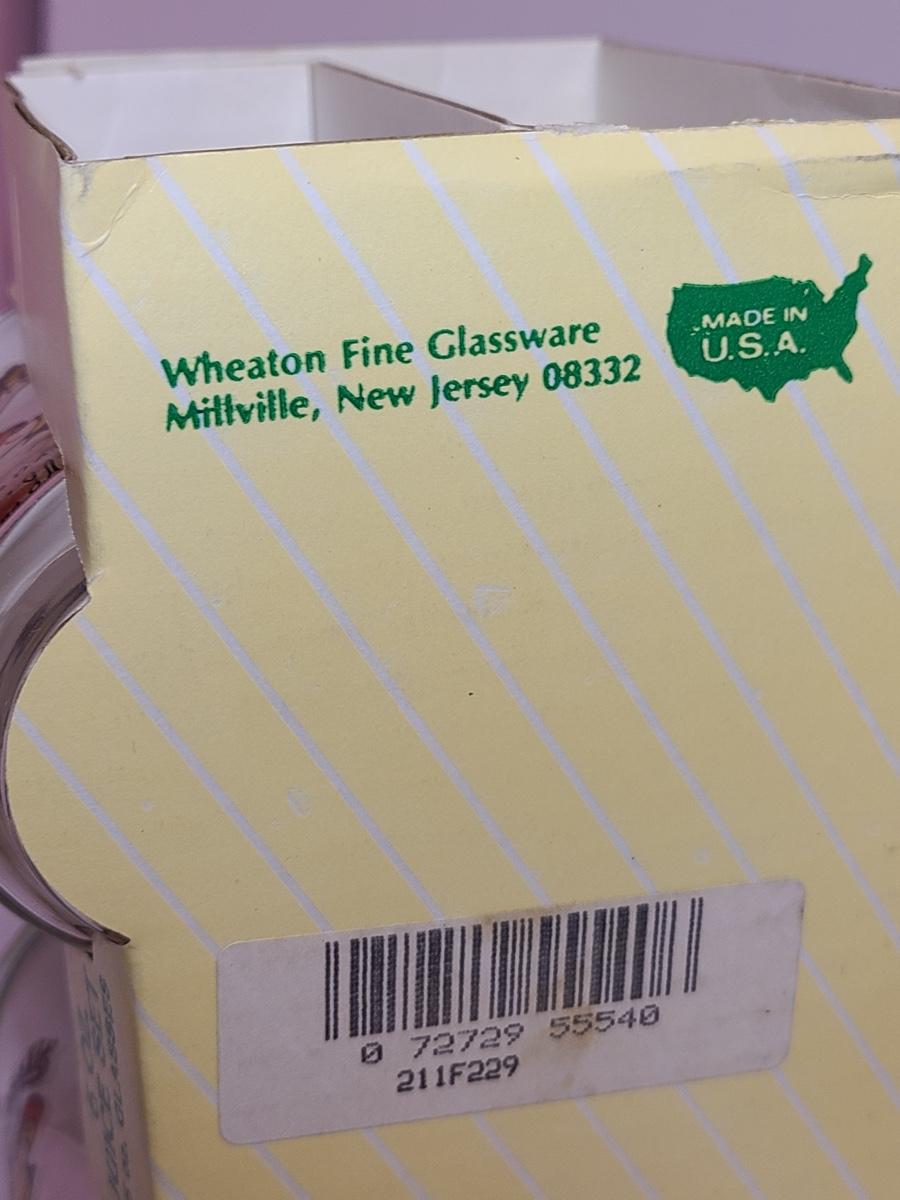 Wheaton Fine Glassware
Millville, New Jersey 08332
MADE IN
U.S.A.
0 72729 55540
211F229